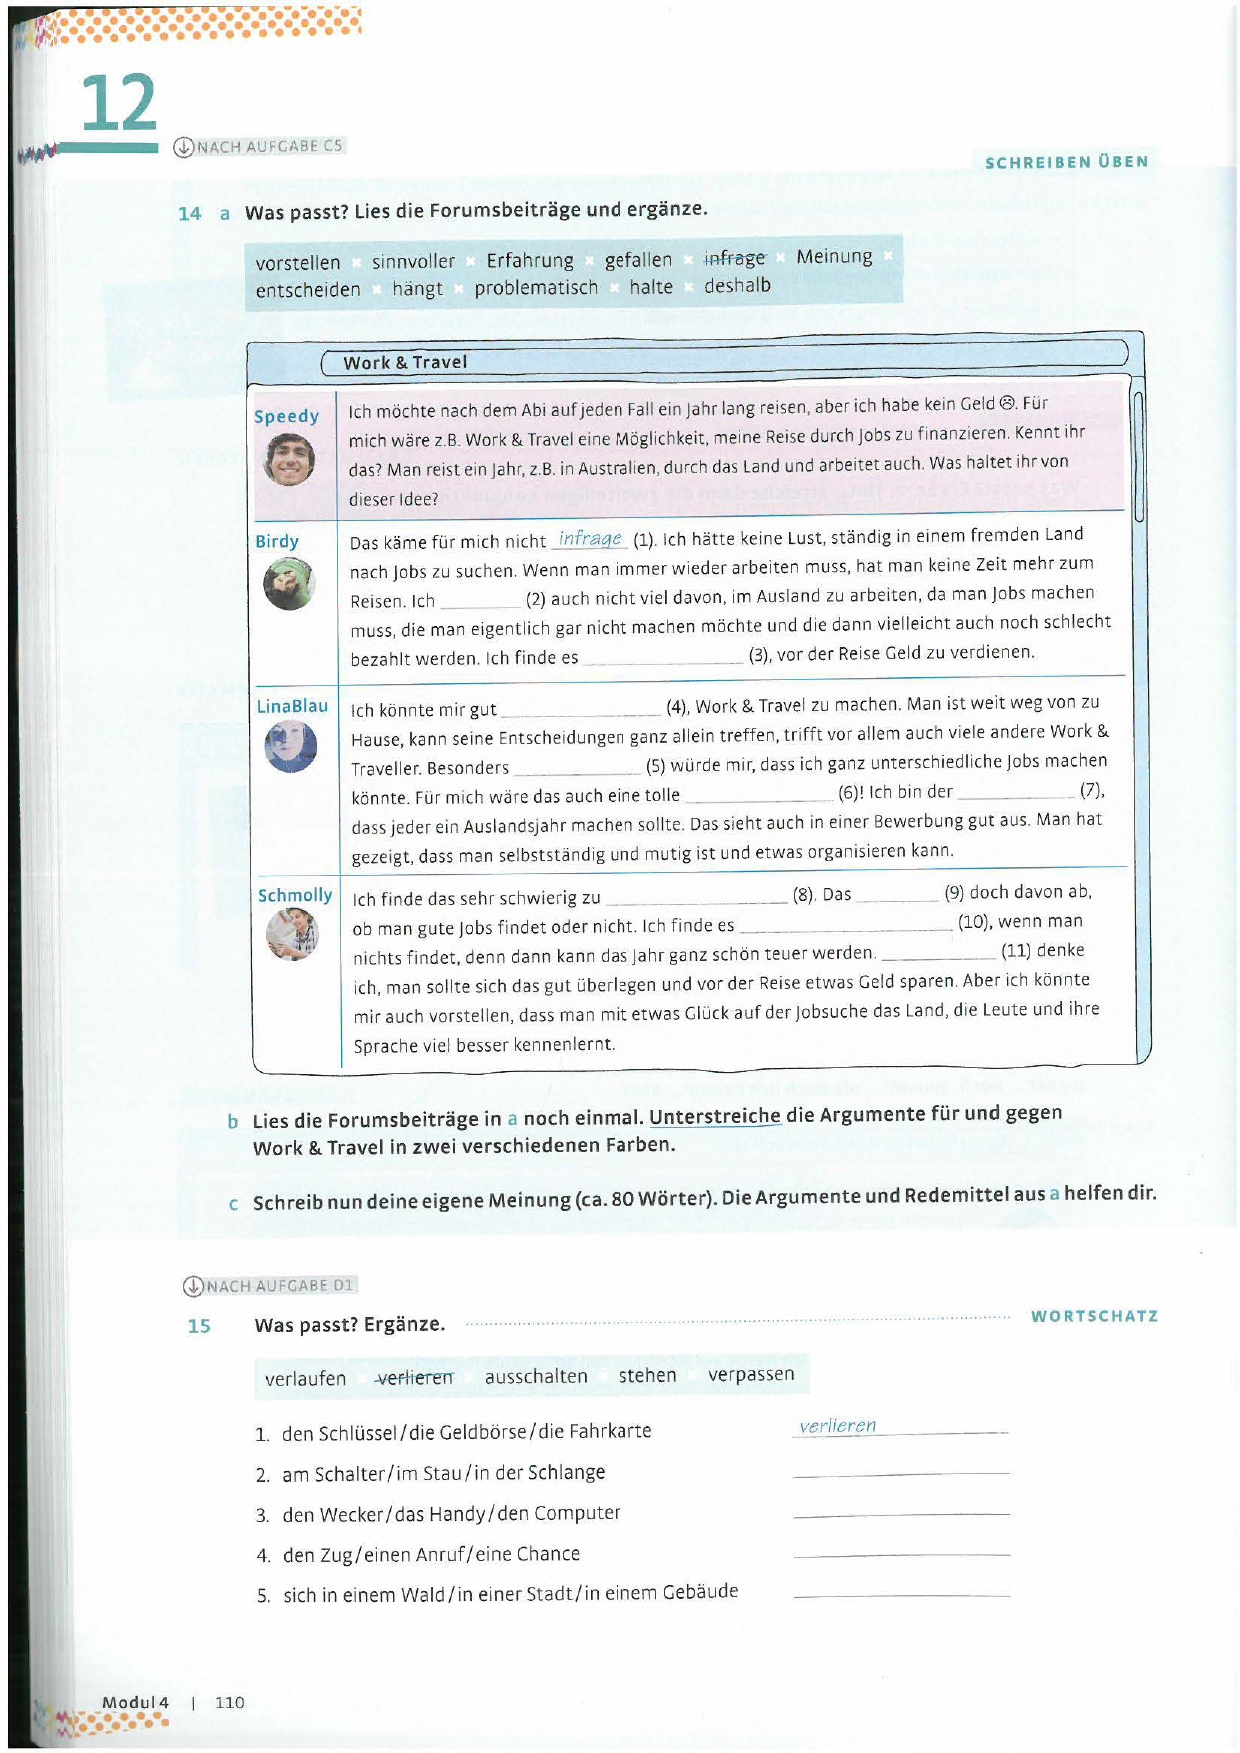 12
NACH AUFGABE C5
SCHREIBEN ÜBEN
14 a Was passt? Lies die Forumsbeiträge und ergänze.
vorstellen × sinnvoller × Erfahrung × gefallen × infrage × Meinung ×
entscheiden × hängt × problematisch × halte × deshalb
Work & Travel
Speedy
Ich möchte nach dem Abi auf jeden Fall ein Jahr lang reisen, aber ich habe kein Geld ☹. Für
mich wäre z.B. Work & Travel eine Möglichkeit, meine Reise durch Jobs zu finanzieren. Kennt ihr
das? Man reist ein Jahr, z.B. in Australien, durch das Land und arbeitet auch. Was haltet ihr von
dieser Idee?
Birdy
Das käme für mich nicht infrage (1). Ich hätte keine Lust, ständig in einem fremden Land
nach Jobs zu suchen. Wenn man immer wieder arbeiten muss, hat man keine Zeit mehr zum
Reisen. Ich ________ (2) auch nicht viel davon, im Ausland zu arbeiten, da man Jobs machen
muss, die man eigentlich gar nicht machen möchte und die dann vielleicht auch noch schlecht
bezahlt werden. Ich finde es ________________ (3), vor der Reise Geld zu verdienen.
LinaBlau
Ich könnte mir gut ________________ (4), Work & Travel zu machen. Man ist weit weg von zu
Hause, kann seine Entscheidungen ganz allein treffen, trifft vor allem auch viele andere Work &
Traveller. Besonders ____________ (5) würde mir, dass ich ganz unterschiedliche Jobs machen
könnte. Für mich wäre das auch eine tolle ______________ (6)! Ich bin der ___________ (7),
dass jeder ein Auslandsjahr machen sollte. Das sieht auch in einer Bewerbung gut aus. Man hat
gezeigt, dass man selbstständig und mutig ist und etwas organisieren kann.
Schmolly
Ich finde das sehr schwierig zu __________________ (8). Das ________ (9) doch davon ab,
ob man gute Jobs findet oder nicht. Ich finde es _____________________ (10), wenn man
nichts findet, denn dann kann das Jahr ganz schön teuer werden. ___________ (11) denke
ich, man sollte sich das gut überlegen und vor der Reise etwas Geld sparen. Aber ich könnte
mir auch vorstellen, dass man mit etwas Glück auf der Jobsuche das Land, die Leute und ihre
Sprache viel besser kennenlernt.
b Lies die Forumsbeiträge in a noch einmal. Unterstreiche die Argumente für und gegen
Work & Travel in zwei verschiedenen Farben.
c Schreib nun deine eigene Meinung (ca. 80 Wörter). Die Argumente und Redemittel aus a helfen dir.
NACH AUFGABE D1
15 Was passt? Ergänze.
WORTSCHATZ
verlaufen × verlieren × ausschalten × stehen × verpassen
1. den Schlüssel/die Geldbörse/die Fahrkarte verlieren
2. am Schalter/im Stau/in der Schlange
3. den Wecker/das Handy/den Computer
4. den Zug/einen Anruf/eine Chance
5. sich in einem Wald/in einer Stadt/in einem Gebäude
Modul 4 | 110